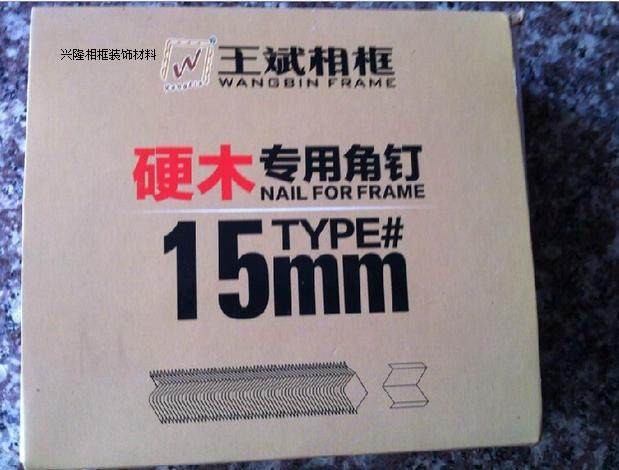 兴隆相框装饰材料
W
WangBin
王斌相框
WANGBIN FRAME
硬木专用角钉
NAIL FOR FRAME
TYPE#
15mm